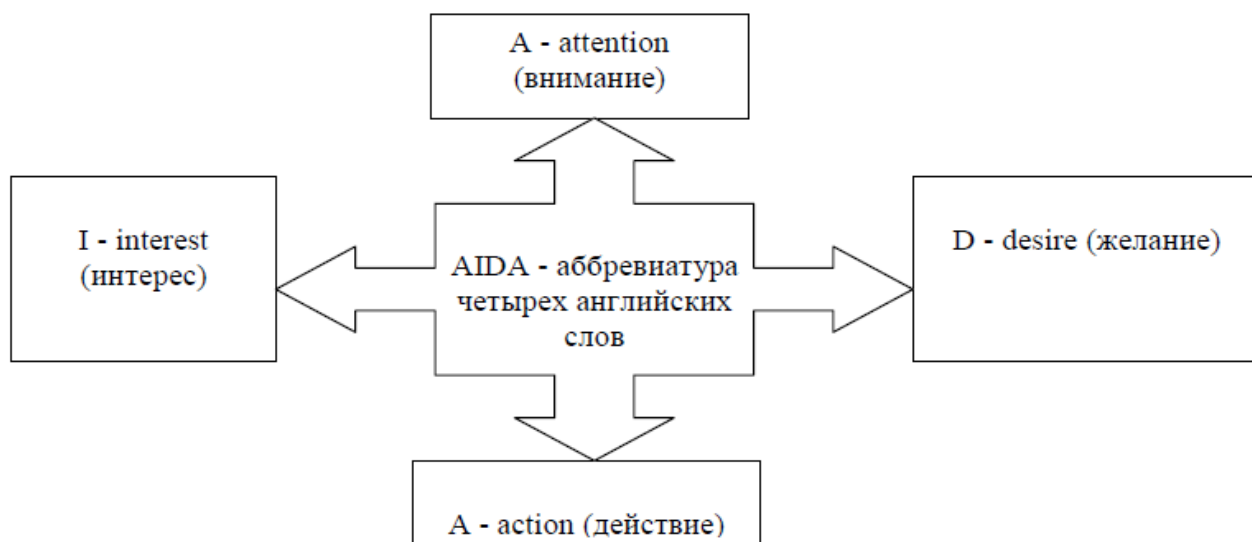 A - attention
(внимание)
I - interest
(интерес)
AIDA - аббревиатура
четырех английских
слов
D - desire (желание)
A - action (действие)